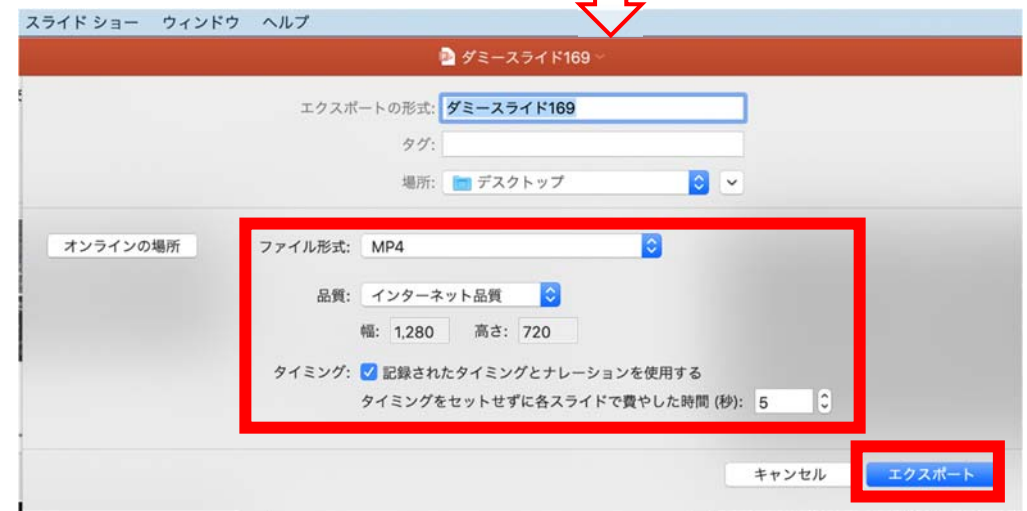 スライド ショー ウィンドウ ヘルプ
ダミースライド169
エクスポートの形式: ダミースライド169
タグ:
場所: デスクトップ
オンラインの場所 ファイル形式: MP4
品質: インターネット品質
幅: 1,280 高さ: 720
タイミング: 記録されたタイミングとナレーションを使用する
タイミングをセットせずに各スライドで費やした時間 (秒): 5
キャンセル エクスポート